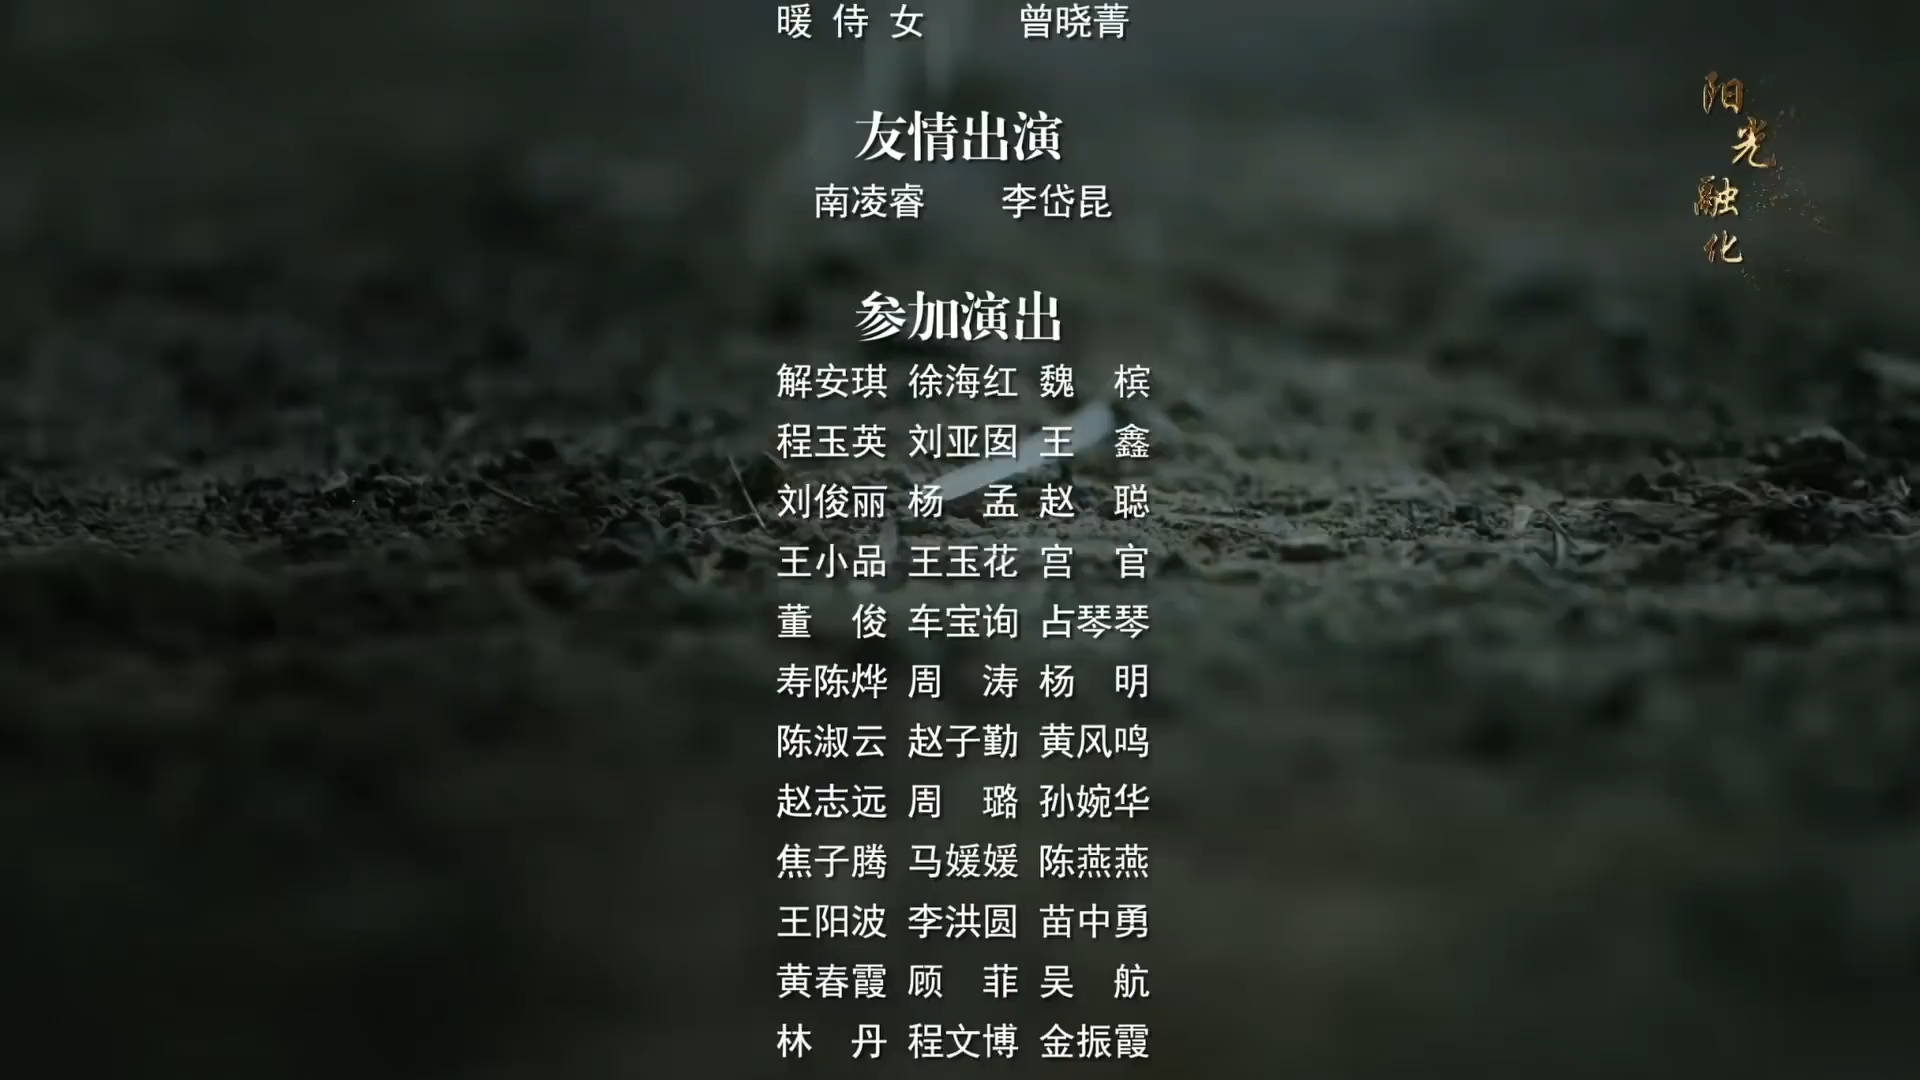 暖侍女 曾晓菁
友情出演
南凌睿 李岱昆
参加演出
解安琪 徐海红 魏槟
程玉英 刘亚囡 王鑫
刘俊丽 杨孟 赵聪
王小品 王玉花 宫官
董俊 车宝询 占琴琴
寿陈烨 周涛 杨明
陈淑云 赵子勤 黄风鸣
赵志远 周璐 孙婉华
焦子腾 马媛媛 陈燕燕
王阳波 李洪圆 苗中勇
黄春霞 顾菲 吴航
林丹 程文博 金振霞
阳光融化